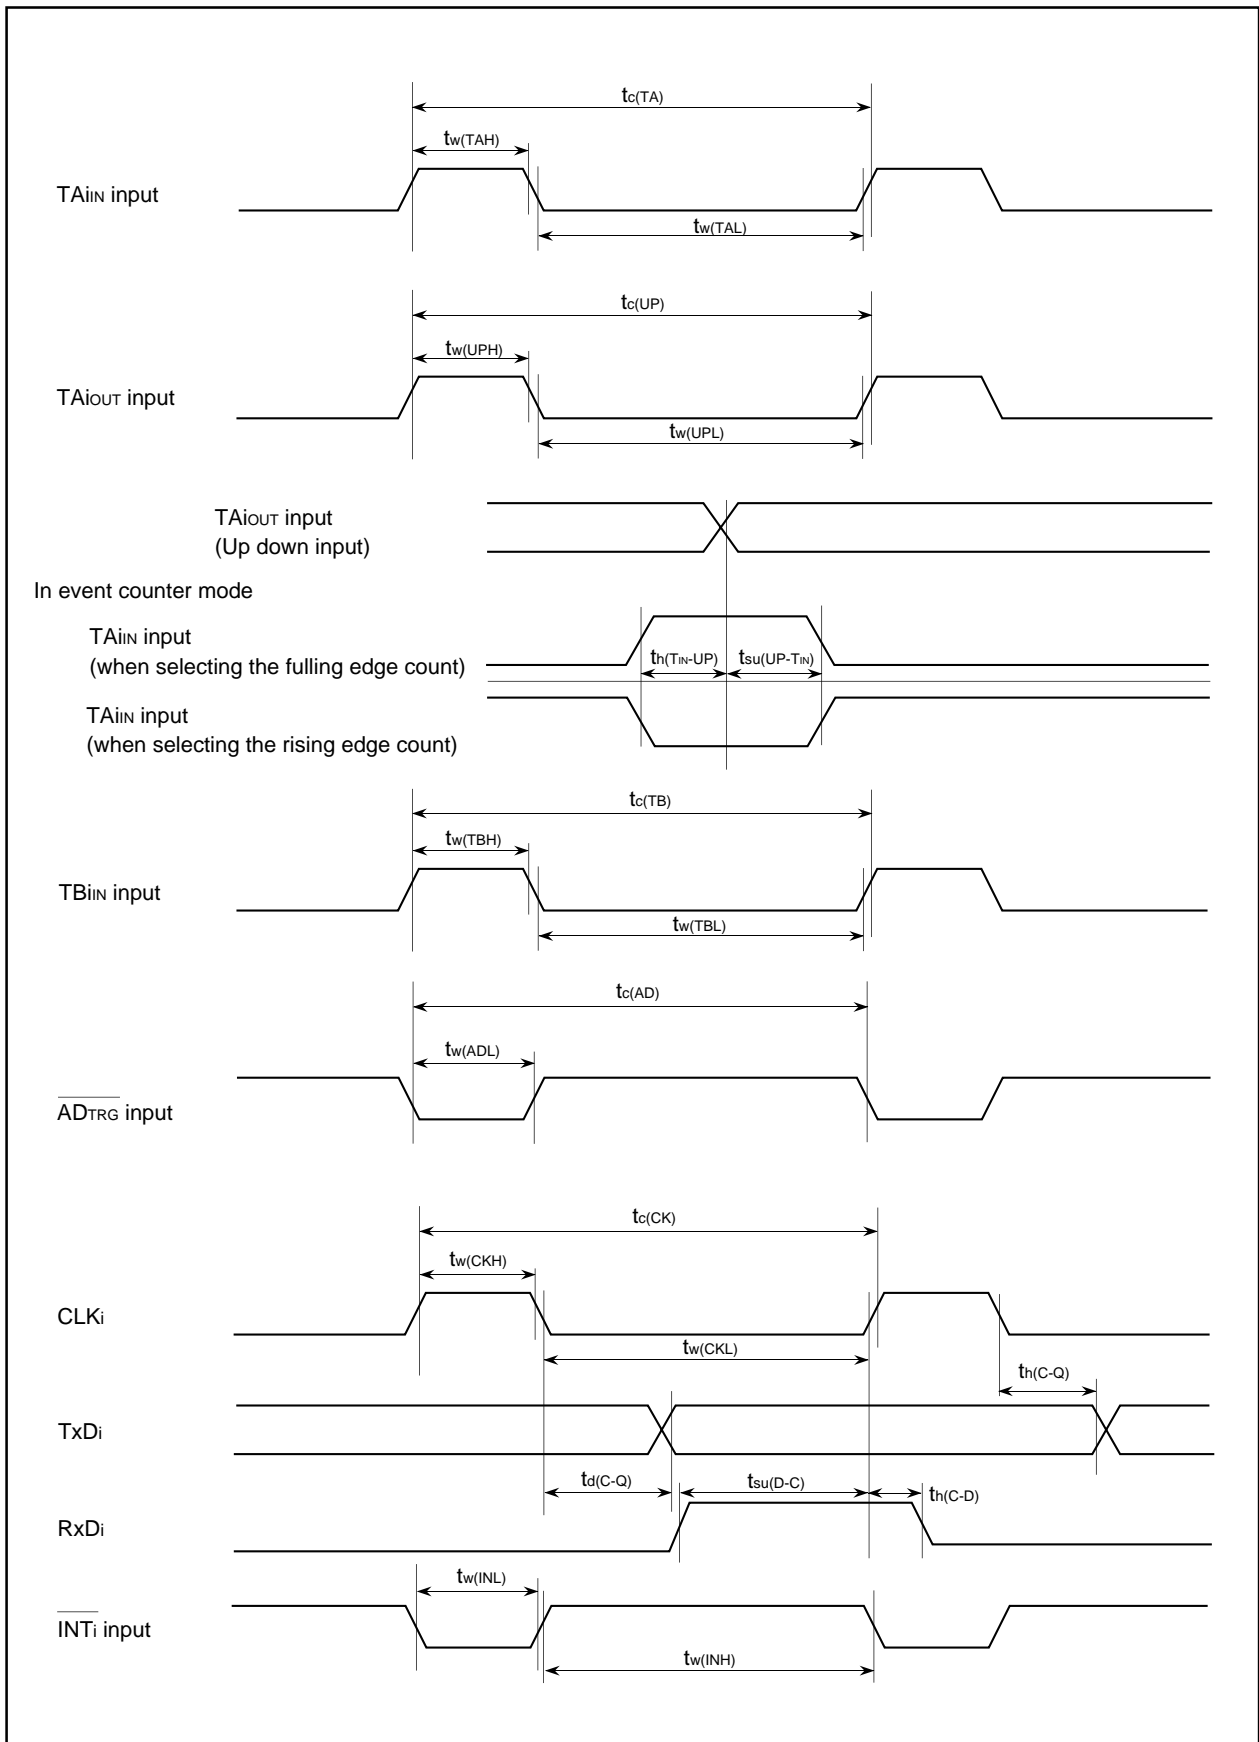 tc(TA)
tw(TAH)
TAiIN input
tw(TAL)
tc(UP)
tw(UPH)
TAiOUT input
tw(UPL)
TAiOUT input
(Up down input)
In event counter mode
TAiIN input
(when selecting the fulling edge count)
th(TIN-UP) tsu(UP-TIN)
TAiIN input
(when selecting the rising edge count)
tc(TB)
tw(TBH)
TBiIN input
tw(TBL)
tc(AD)
tw(ADL)
ADTRG input
tc(CK)
tw(CKH)
CLKi
tw(CKL)
th(C-Q)
TxDi
td(C-Q) tsu(D-C) th(C-D)
RxDi
tw(INL)
INTi input
tw(INH)